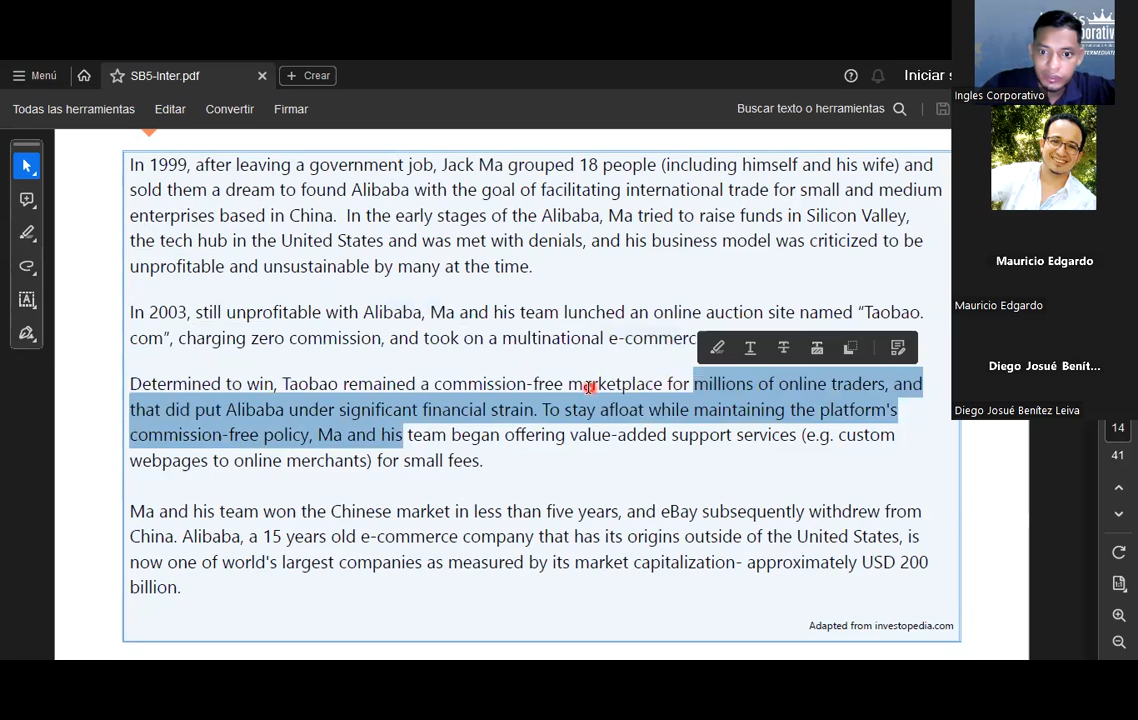 Menú
SB5-Inter.pdf
Crear
Iniciar s
Todas las herramientas
Editar
Convertir
Firmar
Buscar texto o herramientas
In 1999, after leaving a government job, Jack Ma grouped 18 people (including himself and his wife) and
sold them a dream to found Alibaba with the goal of facilitating international trade for small and medium
enterprises based in China. In the early stages of the Alibaba, Ma tried to raise funds in Silicon Valley,
the tech hub in the United States and was met with denials, and his business model was criticized to be
unprofitable and unsustainable by many at the time.
In 2003, still unprofitable with Alibaba, Ma and his team lunched an online auction site named “Taobao.
com”, charging zero commission, and took on a multinational e-commerc
Determined to win, Taobao remained a commission-free marketplace for millions of online traders, and
that did put Alibaba under significant financial strain. To stay afloat while maintaining the platform's
commission-free policy, Ma and his team began offering value-added support services (e.g. custom
webpages to online merchants) for small fees.
Ma and his team won the Chinese market in less than five years, and eBay subsequently withdrew from
China. Alibaba, a 15 years old e-commerce company that has its origins outside of the United States, is
now one of world's largest companies as measured by its market capitalization- approximately USD 200
billion.
Adapted from investopedia.com
Ingles Corporativo
Mauricio Edgardo
Mauricio Edgardo
Diego Josué Benít...
Diego Josué Benítez Leiva
14
41